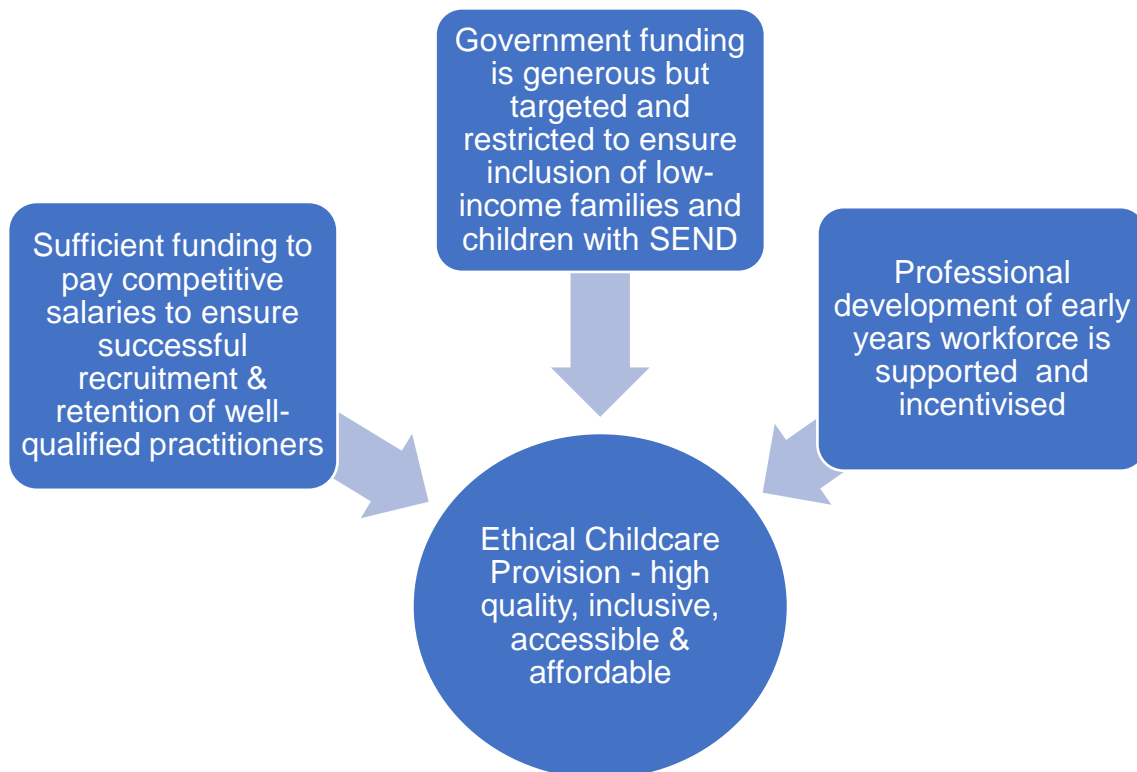 Government funding
is generous but
targeted and
restricted to ensure
inclusion of low-
income families and
children with SEND
Sufficient funding to
pay competitive
salaries to ensure
successful
recruitment &
retention of well-
qualified practitioners
Professional
development of early
years workforce is
supported and
incentivised
Ethical Childcare
Provision - high
quality, inclusive,
accessible &
affordable